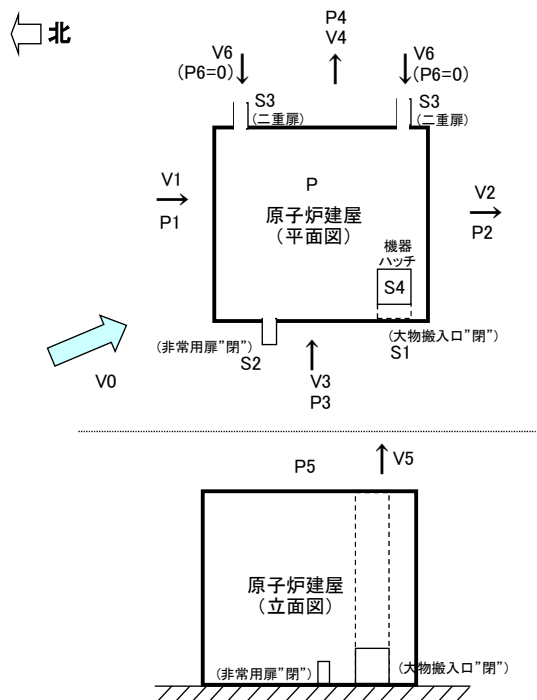 北
P4
V4
V6
(P6=0)
V6
(P6=0)
S3
(二重扉)
S3
(二重扉)
V1
P1
P
原子炉建屋
(平面図)
V2
P2
機器
ハッチ
S4
(非常用扉"閉")
S2
(大物搬入口"閉")
S1
V0
V3
P3
P5
V5
原子炉建屋
(立面図)
(非常用扉"閉")
(大物搬入口"閉")